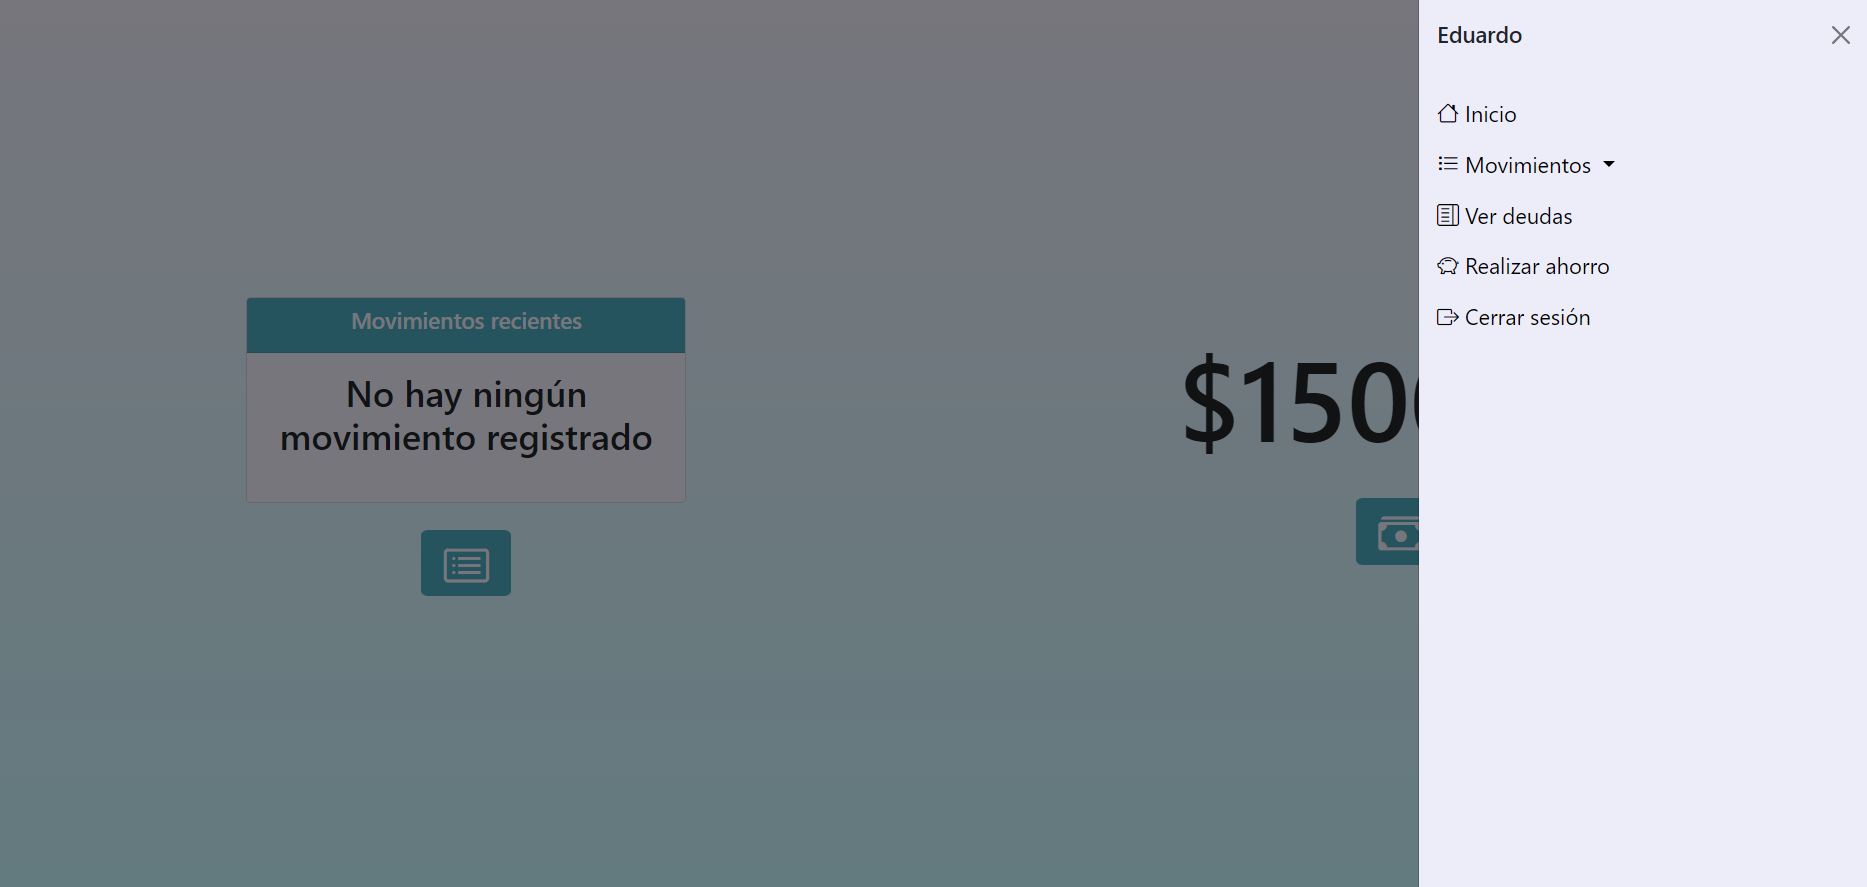 Movimientos recientes
No hay ningún
movimiento registrado
$150
Eduardo
Inicio
Movimientos
Ver deudas
Realizar ahorro
Cerrar sesión